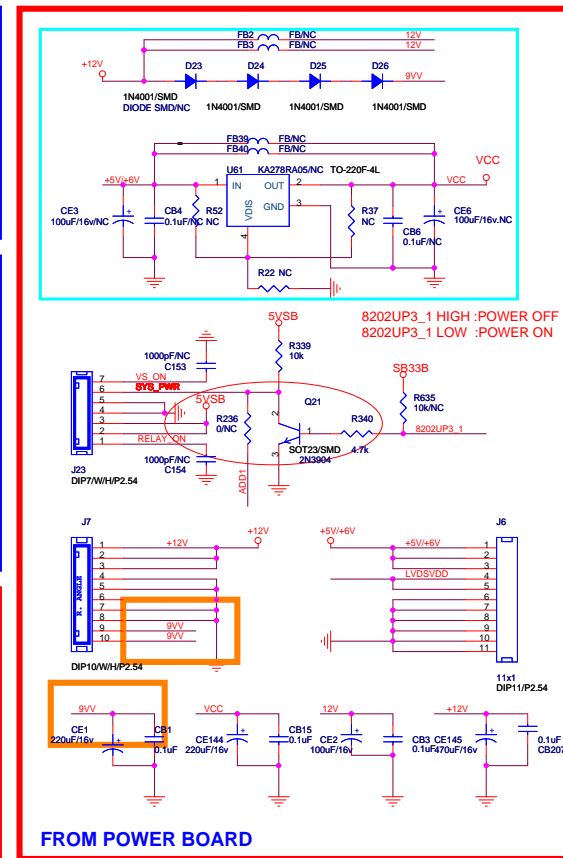 FB2 FB/NC 12V
FB3 FB/NC 12V
+12V D23 D24 D25 D26 9VV
1N4001/SMD 1N4001/SMD 1N4001/SMD 1N4001/SMD
DIODE SMD/NC
FB39 FB/NC
FB40 FB/NC
U61 KA278RA05/NC TO-220F-4L
VCC
+5V/+6V 1 IN OUT 2 VCC
GND 3
VDIS
4
CE3
100uF/16v/NC
CB4
0.1uF/NC
R52
NC
R37
NC
CB6
0.1uF/NC
CE6
100uF/16v.NC
R22 NC
8202UP3_1 HIGH :POWER OFF
8202UP3_1 LOW :POWER ON
5VSB
R339
10k
1000pF/NC
C153
SB33B
R635
10k/NC
7 VS_ON
6 SYS_PWR
5
4
3
2
1 RELAY_ON
5VSB
R236
0/NC
Q21
2
1
3
R340
4.7k
8202UP3_1
SOT23/SMD
2N3904
1000pF/NC
C154
ADD1
J23
DIP7/W/H/P2.54
J7
+12V
+5V/+6V
J6
1 +12V
2
3
4
5
6
7
8
9 9VV
10 9VV
R. ANGLE
DIP10/W/H/P2.54
+5V/+6V 1
2
3
LVDSVDD 4
5
6
7
8
9
10
11
11x1
DIP11/P2.54
9VV
CE1
220uF/16v
CB1
0.1uF
VCC
CE144
220uF/16v
CB15
0.1uF
12V
CE2
100uF/16v
CB3
0.1uF
+12V
CE145
470uF/16v
0.1uF
CB207
FROM POWER BOARD